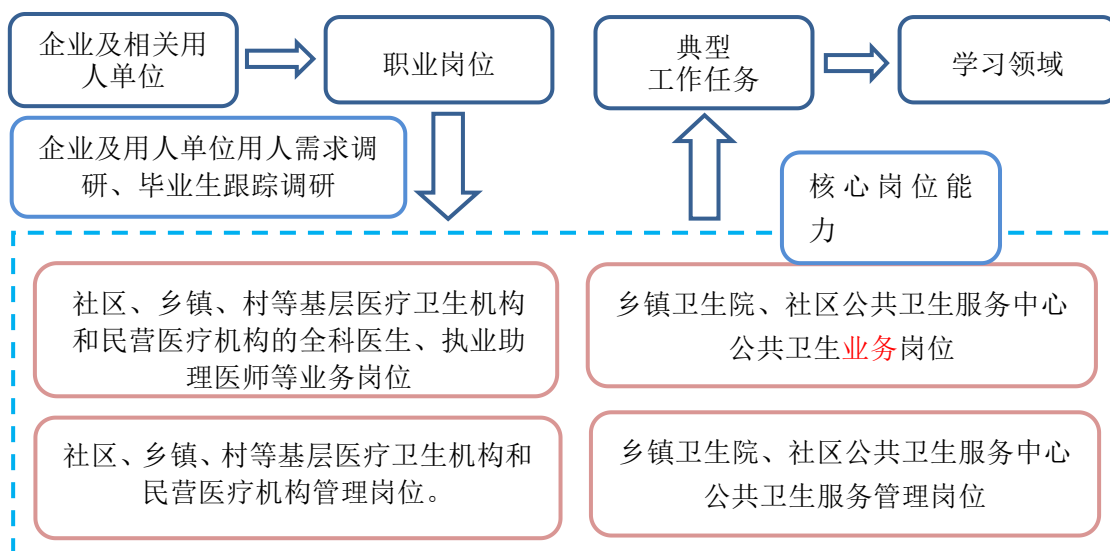 企业及相关用
人单位
职业岗位
典型
工作任务
学习领域
企业及用人单位用人需求调
研、毕业生跟踪调研
核心岗位能
力
社区、乡镇、村等基层医疗卫生机构
和民营医疗机构的全科医生、执业助
理医师等业务岗位
乡镇卫生院、社区公共卫生服务中心
公共卫生业务岗位
社区、乡镇、村等基层医疗卫生机构和
民营医疗机构管理岗位。
乡镇卫生院、社区公共卫生服务中心
公共卫生服务管理岗位